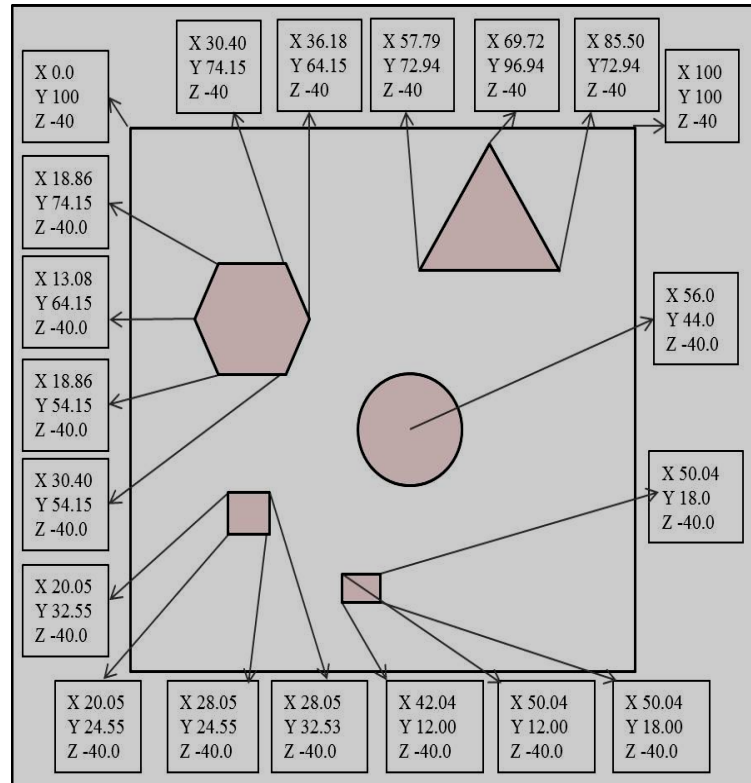 X 30.40
Y 74.15
Z -40
X 36.18
Y 64.15
Z -40
X 57.79
Y 72.94
Z -40
X 69.72
Y 96.94
Z -40
X 85.50
Y72.94
Z -40
X 0.0
Y 100
Z -40
X 100
Y 100
Z -40
X 18.86
Y 74.15
Z -40.0
X 13.08
Y 64.15
Z -40.0
X 56.0
Y 44.0
Z -40.0
X 18.86
Y 54.15
Z -40.0
X 30.40
Y 54.15
Z -40.0
X 50.04
Y 18.0
Z -40.0
X 20.05
Y 32.55
Z -40.0
X 20.05
Y 24.55
Z -40.0
X 28.05
Y 24.55
Z -40.0
X 28.05
Y 32.53
Z -40.0
X 42.04
Y 12.00
Z -40.0
X 50.04
Y 12.00
Z -40.0
X 50.04
Y 18.00
Z -40.0